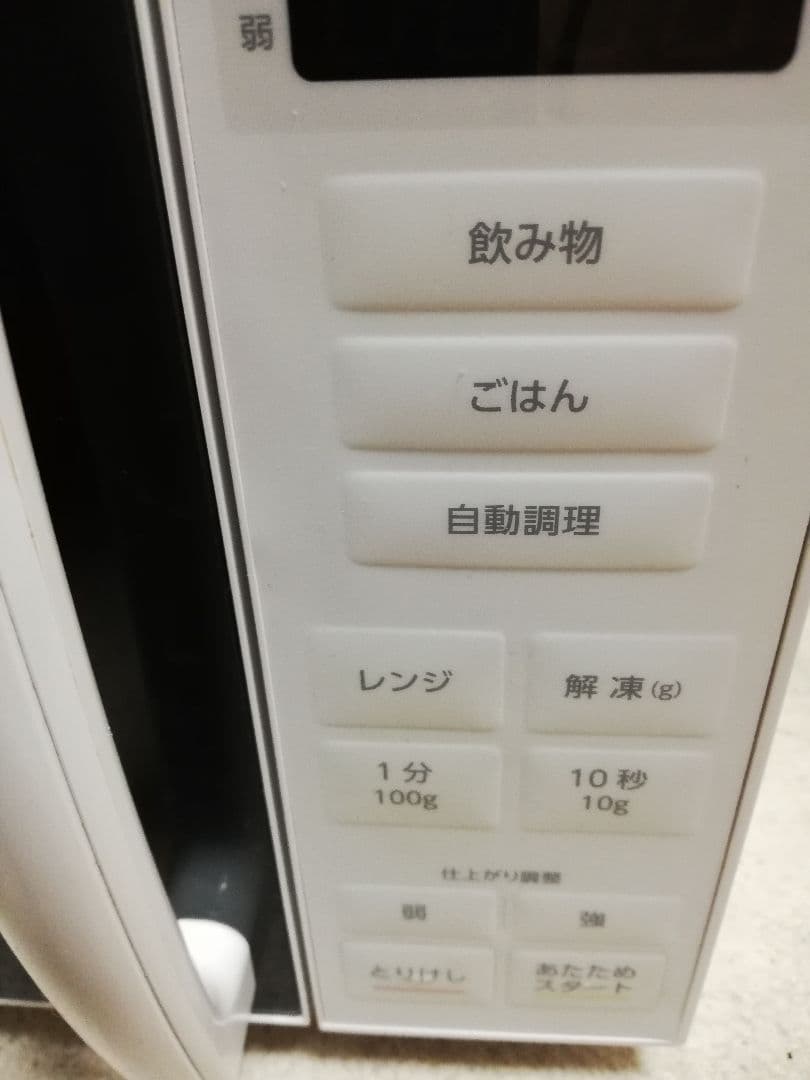 弱
飲み物
ごはん
自動調理
レンジ
解 凍(g)
1 分
100g
10 秒
10g
仕上がり調整
弱
強
とりけし
あたため
スタート